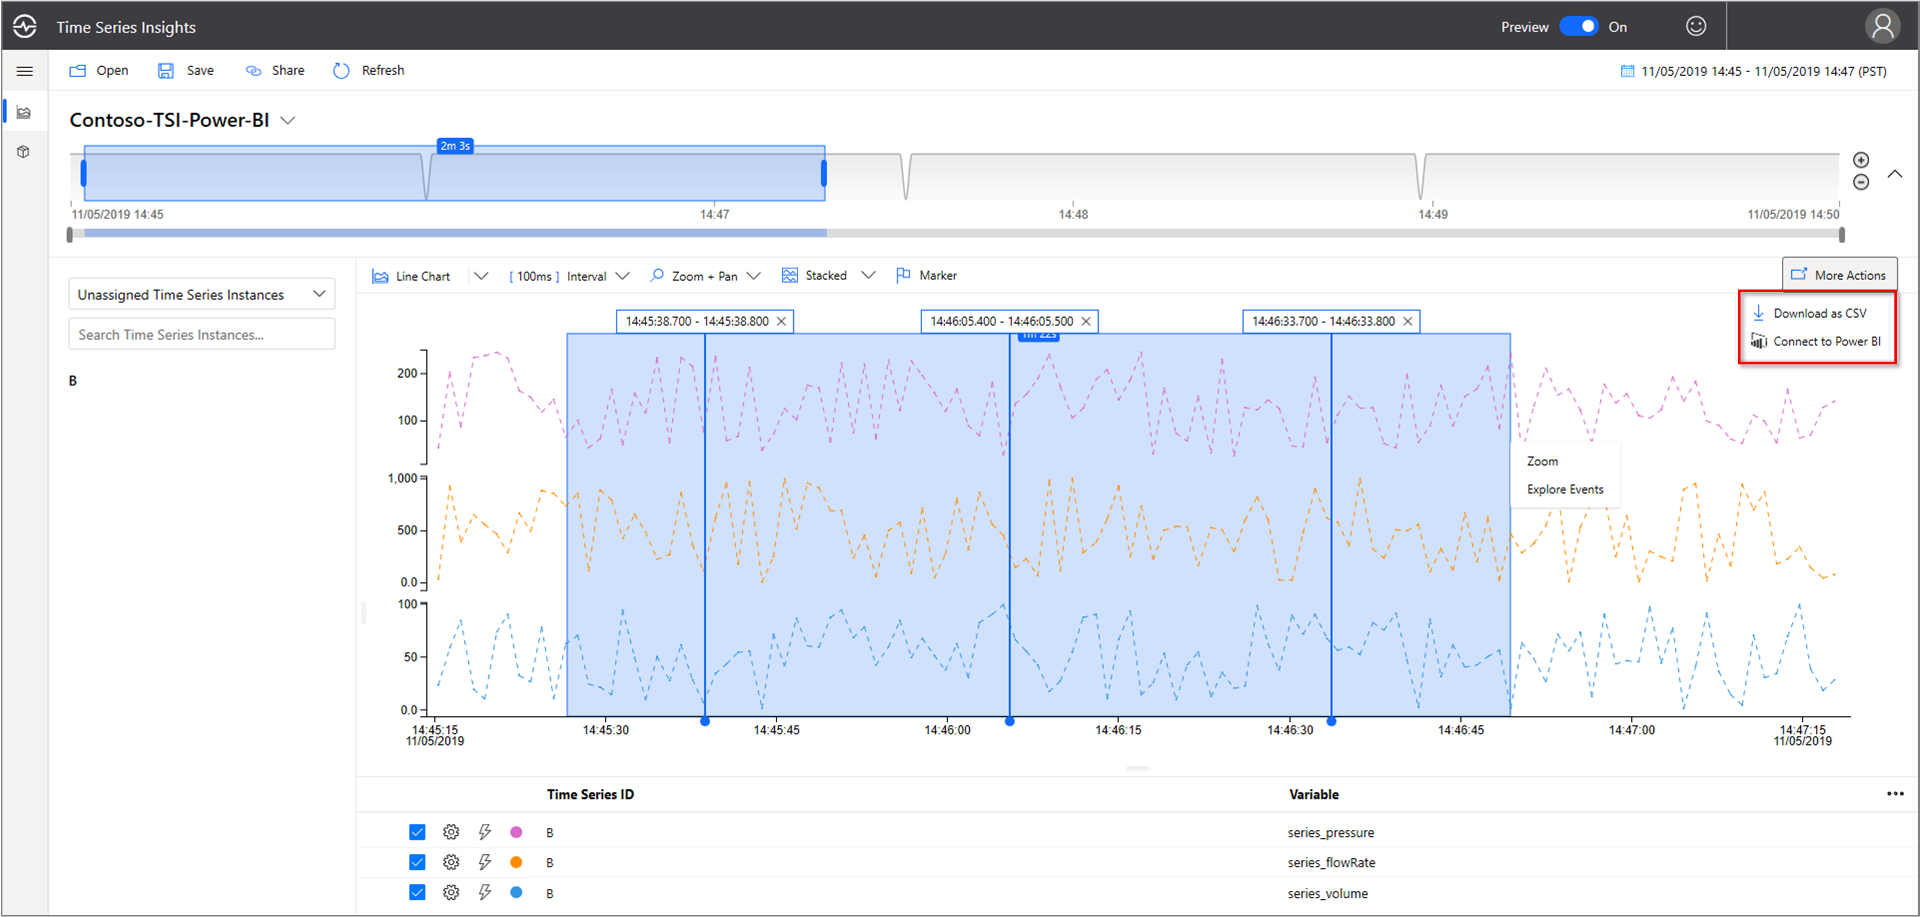 Time Series Insights
Preview On
Open Save Share Refresh
11/05/2019 14:45 - 11/05/2019 14:47 (PST)
Contoso-TSI-Power-BI
2m 3s
11/05/2019 14:45 14:47 14:48 14:49 11/05/2019 14:50
Unassigned Time Series Instances
Search Time Series Instances...
B
Line Chart [ 100ms ] Interval Zoom + Pan Stacked Marker
More Actions
Download as CSV
Connect to Power BI
14:45:38.700 - 14:45:38.800 14:46:05.400 - 14:46:05.500 14:46:33.700 - 14:46:33.800
1m 22s
200
100
1,000
500
0.0
100
50
0.0
Zoom
Explore Events
14:45:15 14:45:30 14:45:45 14:46:00 14:46:15 14:46:30 14:46:45 14:47:00 14:47:15
11/05/2019 11/05/2019
Time Series ID Variable
B series_pressure
B series_flowRate
B series_volume